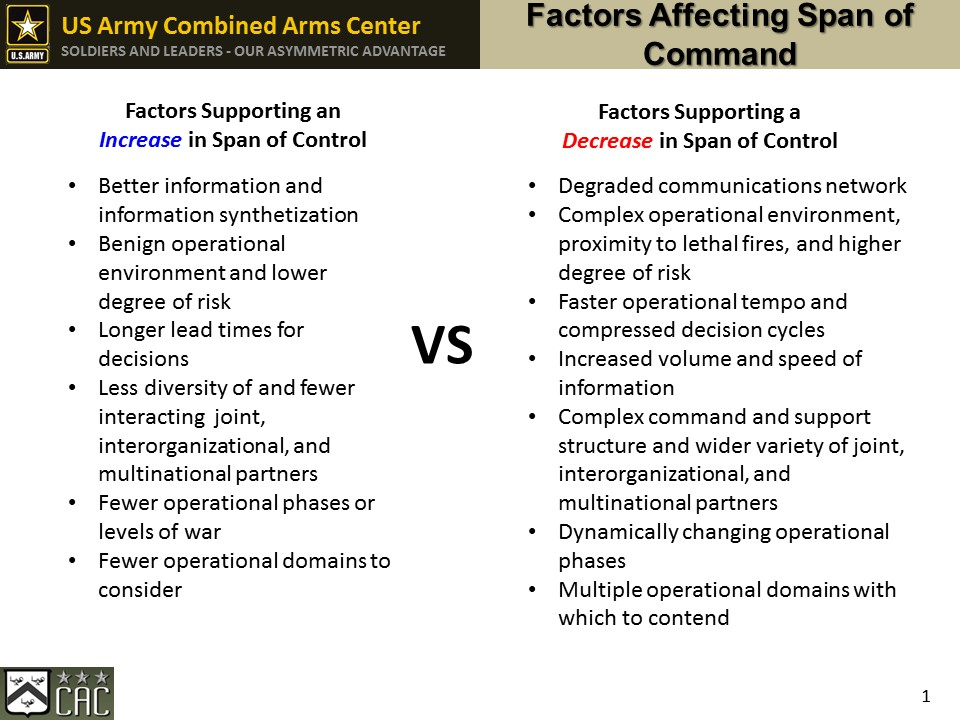 US Army Combined Arms Center
SOLDIERS AND LEADERS - OUR ASYMMETRIC ADVANTAGE
U.S.ARMY
Factors Affecting Span of
Command
Factors Supporting an
Increase in Span of Control
• Better information and
information synthetization
• Benign operational
environment and lower
degree of risk
• Longer lead times for
decisions
• Less diversity of and fewer
interacting joint,
interorganizational, and
multinational partners
• Fewer operational phases or
levels of war
• Fewer operational domains to
consider
VS
Factors Supporting a
Decrease in Span of Control
• Degraded communications network
• Complex operational environment,
proximity to lethal fires, and higher
degree of risk
• Faster operational tempo and
compressed decision cycles
• Increased volume and speed of
information
• Complex command and support
structure and wider variety of joint,
interorganizational, and
multinational partners
• Dynamically changing operational
phases
• Multiple operational domains with
which to contend
CAC
1